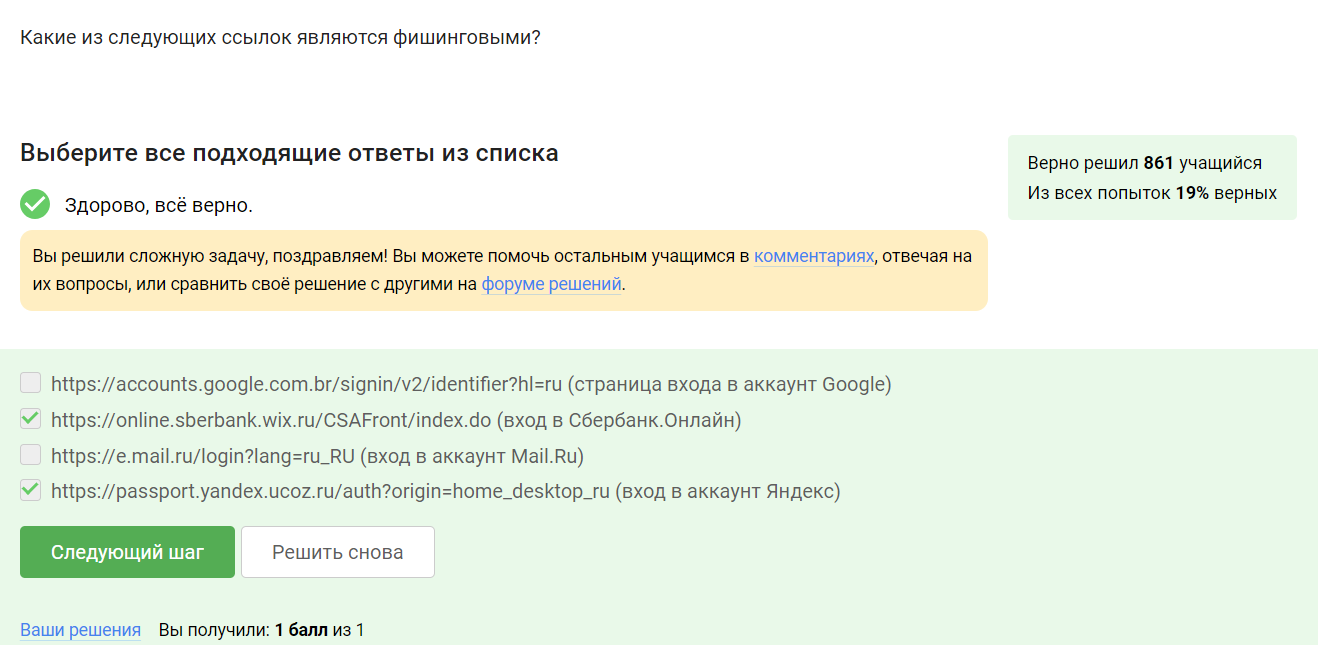 Какие из следующих ссылок являются фишинговыми?
Выберите все подходящие ответы из списка
Здорово, всё верно.
Вы решили сложную задачу, поздравляем! Вы можете помочь остальным учащимся в комментариях, отвечая на
их вопросы, или сравнить своё решение с другими на форуме решений.
Верно решил 861 учащийся
Из всех попыток 19% верных
https://accounts.google.com.br/signin/v2/identifier?hl=ru (страница входа в аккаунт Google)
https://online.sberbank.wix.ru/CSAFront/index.do (вход в Сбербанк.Онлайн)
https://e.mail.ru/login?lang=ru_RU (вход в аккаунт Mail.Ru)
https://passport.yandex.ucoz.ru/auth?origin=home_desktop_ru (вход в аккаунт Яндекс)
Следующий шаг
Решить снова
Ваши решения Вы получили: 1 балл из 1